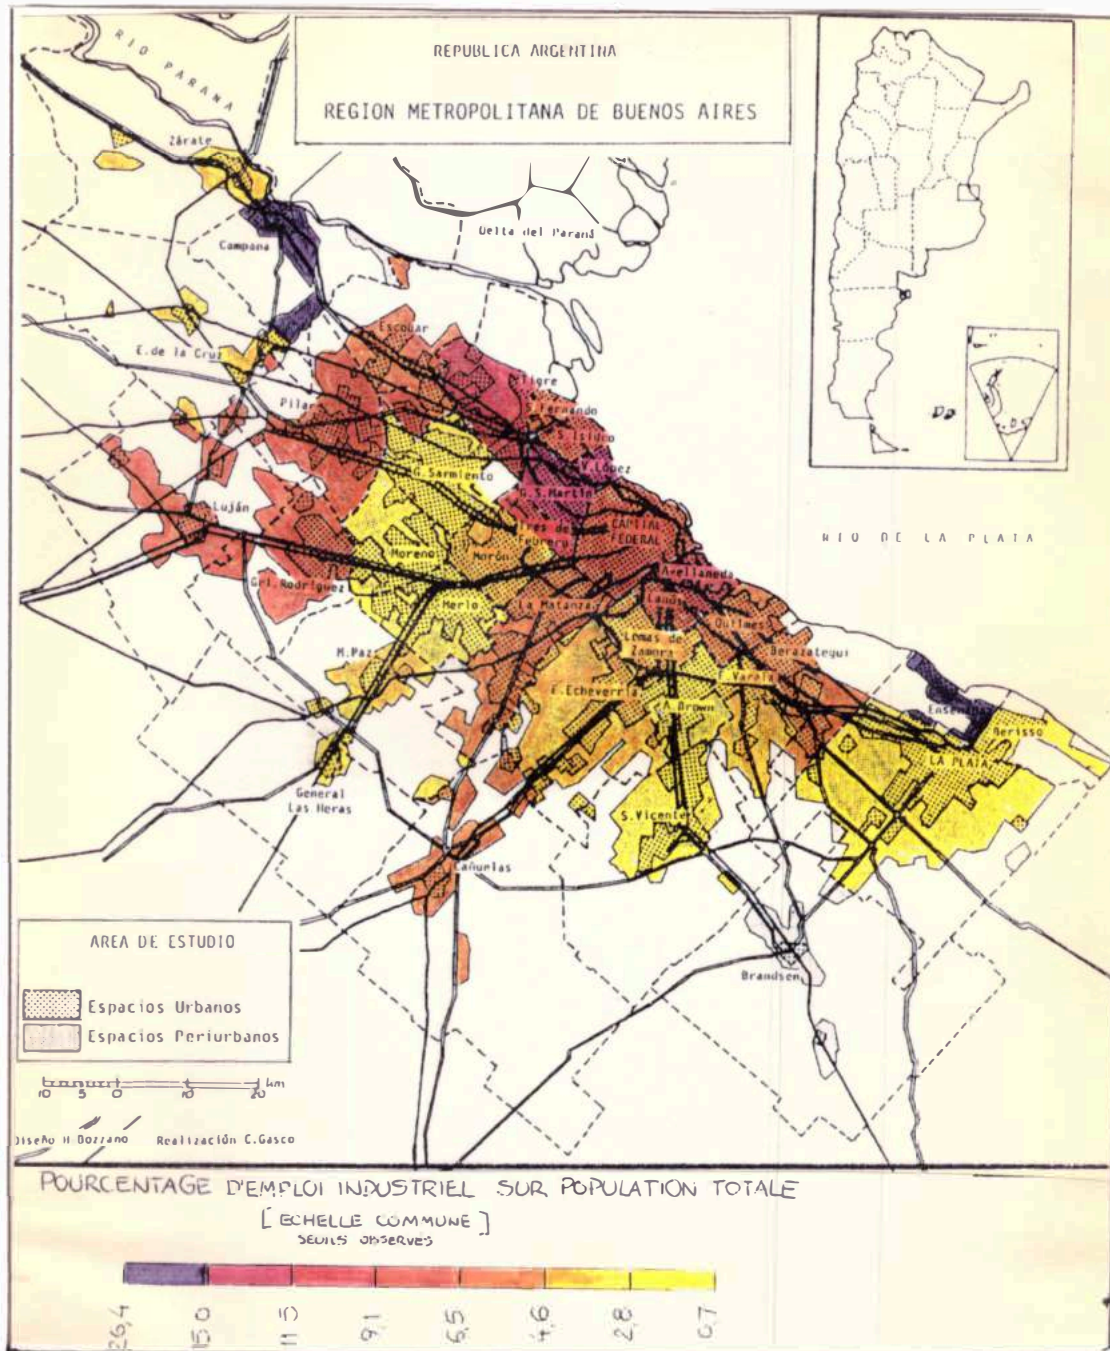 REPUBLICA ARGENTINA
REGION METROPOLITANA DE BUENOS AIRES
RIO PARANA
Zárate
Campana
Delta del Paraná
Escobar
E. de la Cruz
Tigre
Pilar
S. Fernando
S. Isidro
V. López
G. Sarmiento
G.S. Martín
Luján
Tres de
Febrero
CAPITAL
FEDERAL
RIO DE LA PLATA
Moreno
Morón
Avellaneda
Gral. Rodríguez
Merlo
La Matanza
Lanús
Quilmes
M. Paz
Lomas de
Zamora
Berazategui
E. Echeverría
F. Varela
A. Brown
Ensenada
Berisso
LA PLATA
General
Las Heras
S. Vicente
Cañuelas
Brandsen
AREA DE ESTUDIO
Espacios Urbanos
Espacios Periurbanos
10 5 0 10 20 km
Diseño H Bozzano Realización C.Gasco
POURCENTAGE D'EMPLOI INDUSTRIEL SUR POPULATION TOTALE
[ ECHELLE COMMUNE ]
SEUILS OBSERVES
26,4 15,0 11,5 9,1 6,5 4,6 2,8 0,7